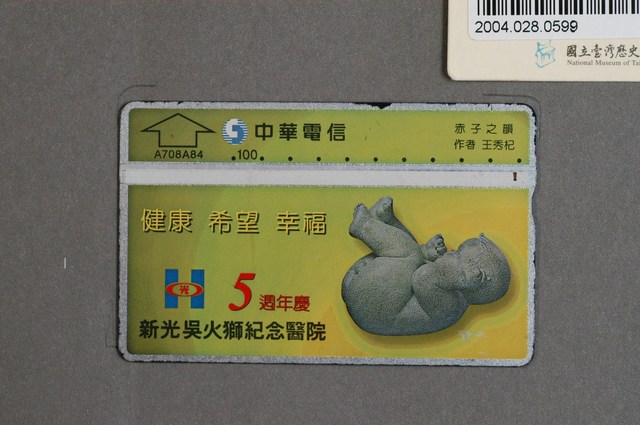 2004.028.0599
國立臺灣歷史
National Museum of Tai
中華電信
A708A84
.100.
赤子之韻
作者 王秀杞
健康 希望 幸福
光
5週年慶
新光吳火獅紀念醫院